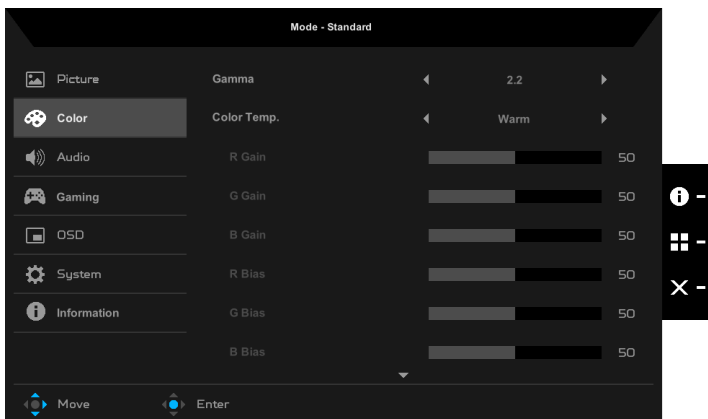 Mode - Standard
Picture
Gamma
2.2
Color
Color Temp.
Warm
Audio
R Gain
50
Gaming
G Gain
50
OSD
B Gain
50
System
R Bias
50
Information
G Bias
50
B Bias
50
Move
Enter